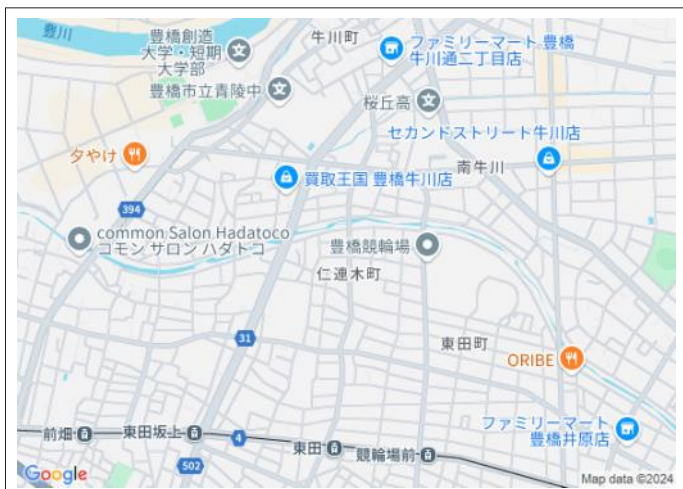 豊川
豊橋創造
大学・短期
大学部
牛川町
ファミリーマート 豊橋
牛川通二丁目店
豊橋市立青陵中
桜丘高
セカンドストリート牛川店
夕やけ
買取王国 豊橋牛川店
南牛川
394
common Salon Hadatoco
コモン サロン ハダトコ
豊橋競輪場
仁連木町
31
東田町
ORIBE
ファミリーマート
豊橋井原店
前畑
東田坂上
4
東田
競輪場前
502
Google
Map data ©2024